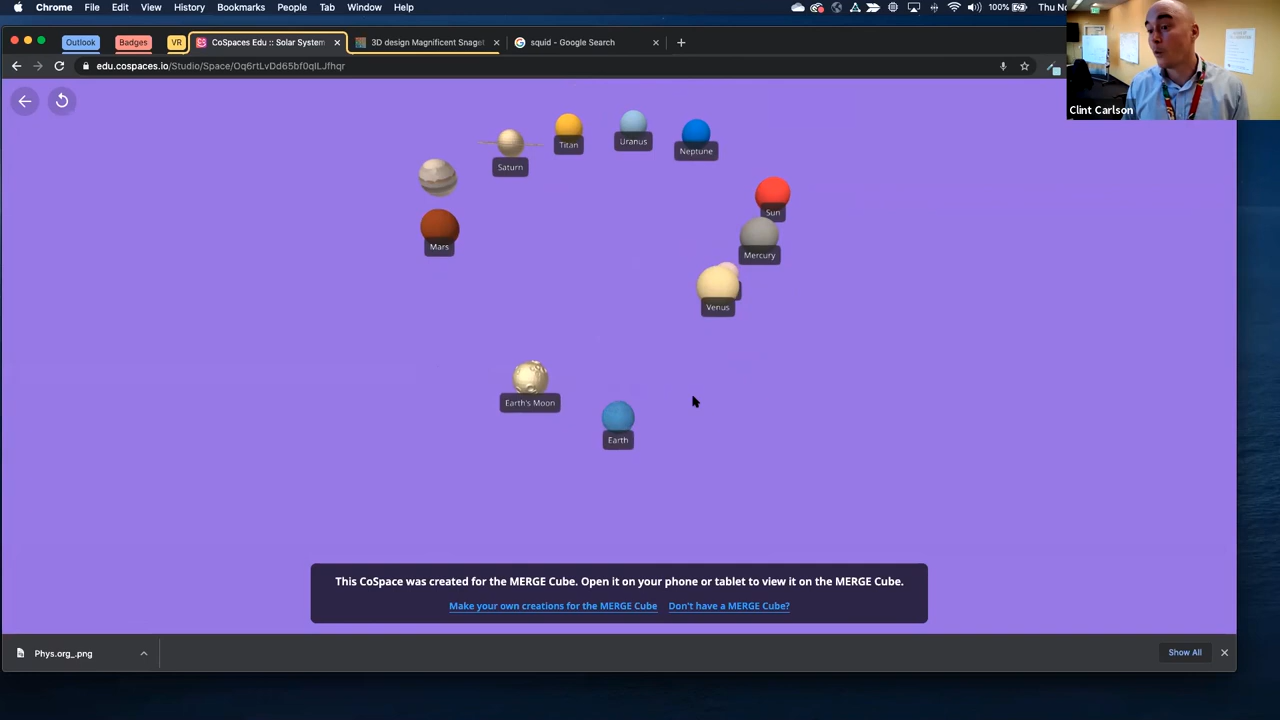 Chrome File Edit View History Bookmarks People Tab Window Help 100% Thu No
Outlook Badges VR CoSpaces Edu :: Solar System 3D design Magnificent Snaget squid - Google Search
edu.cospaces.io/Studio/Space/Oq6rtLvDd65bf0qILJfhqr
Clint Carlson
Titan
Uranus
Neptune
Saturn
Sun
Mars
Mercury
Venus
Earth's Moon
Earth
This CoSpace was created for the MERGE Cube. Open it on your phone or tablet to view it on the MERGE Cube.
Make your own creations for the MERGE Cube Don't have a MERGE Cube?
Phys.org_.png Show All